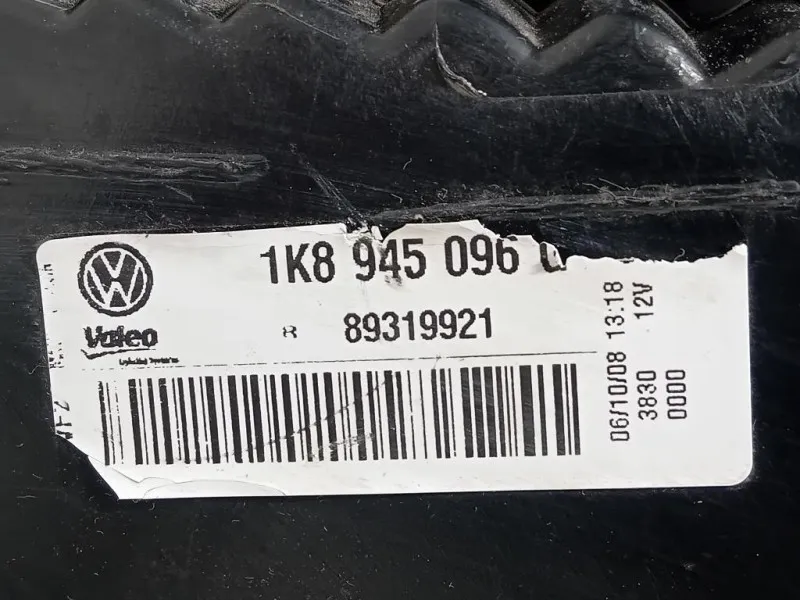 1K8 945 096
Valeo
R 89319921
06/10/08 13:18
3830 12V
0000